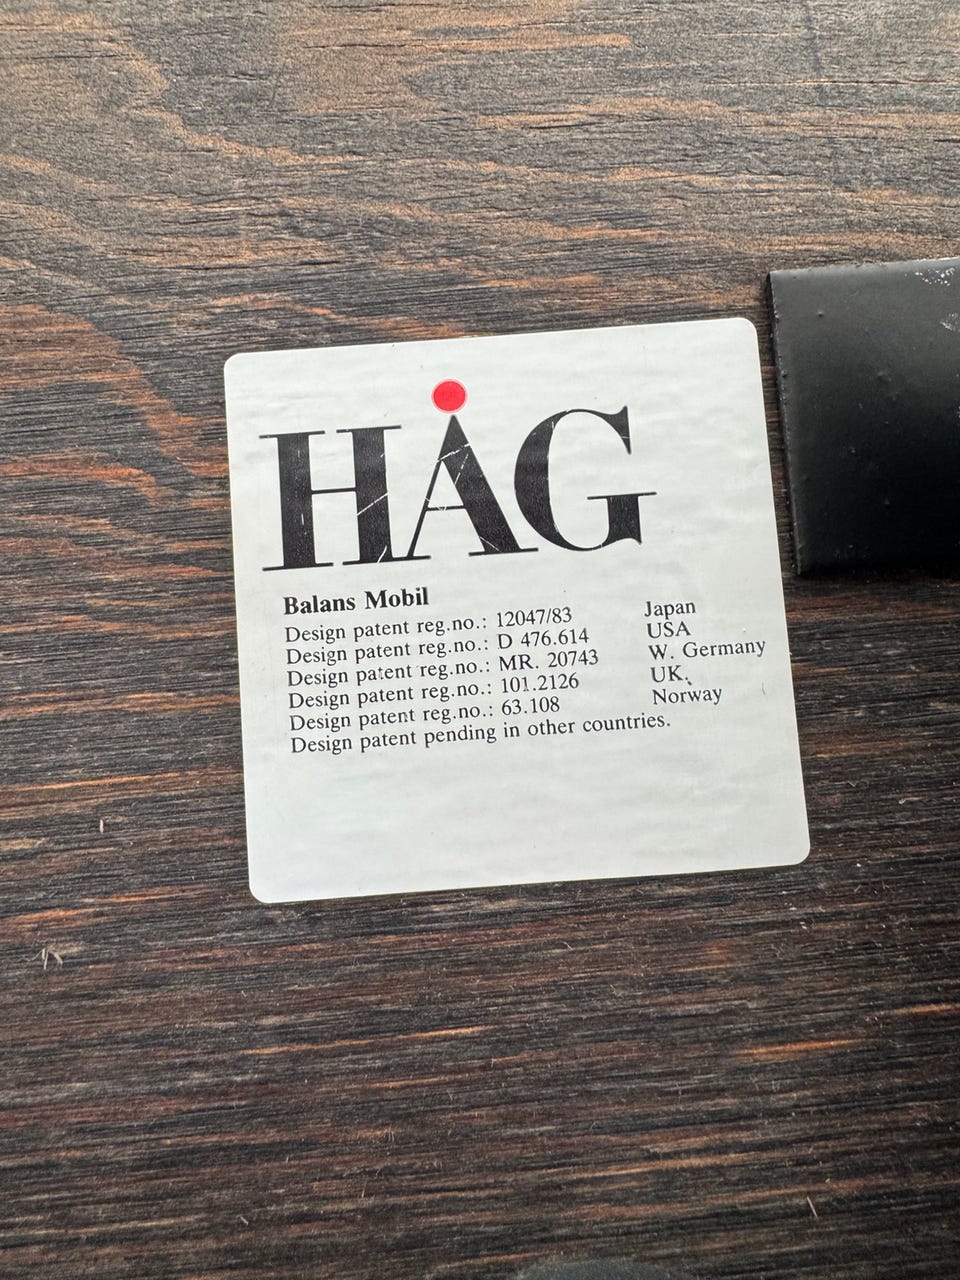 HÅG
Balans Mobil
Design patent reg.no.: 12047/83 Japan
Design patent reg.no.: D 476.614 USA
Design patent reg.no.: MR. 20743 W. Germany
Design patent reg.no.: 101.2126 UK.
Design patent reg.no.: 63.108 Norway
Design patent pending in other countries.